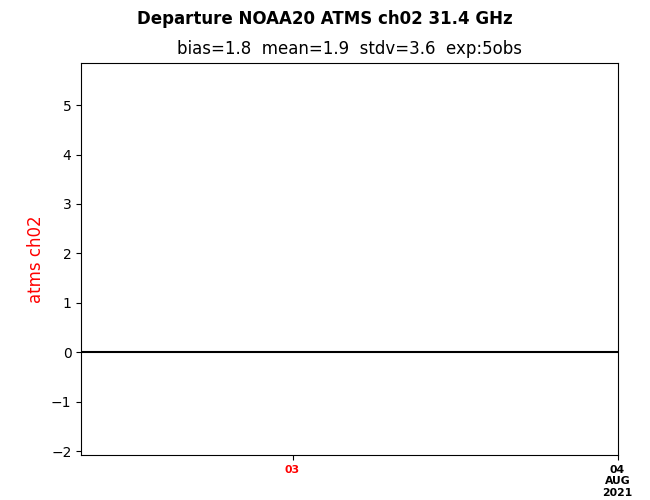 Departure NOAA20 ATMS ch02 31.4 GHz
bias=1.8 mean=1.9 stdv=3.6 exp:5obs
atms ch02
5
4
3
2
1
0
−1
−2
03
04
AUG
2021